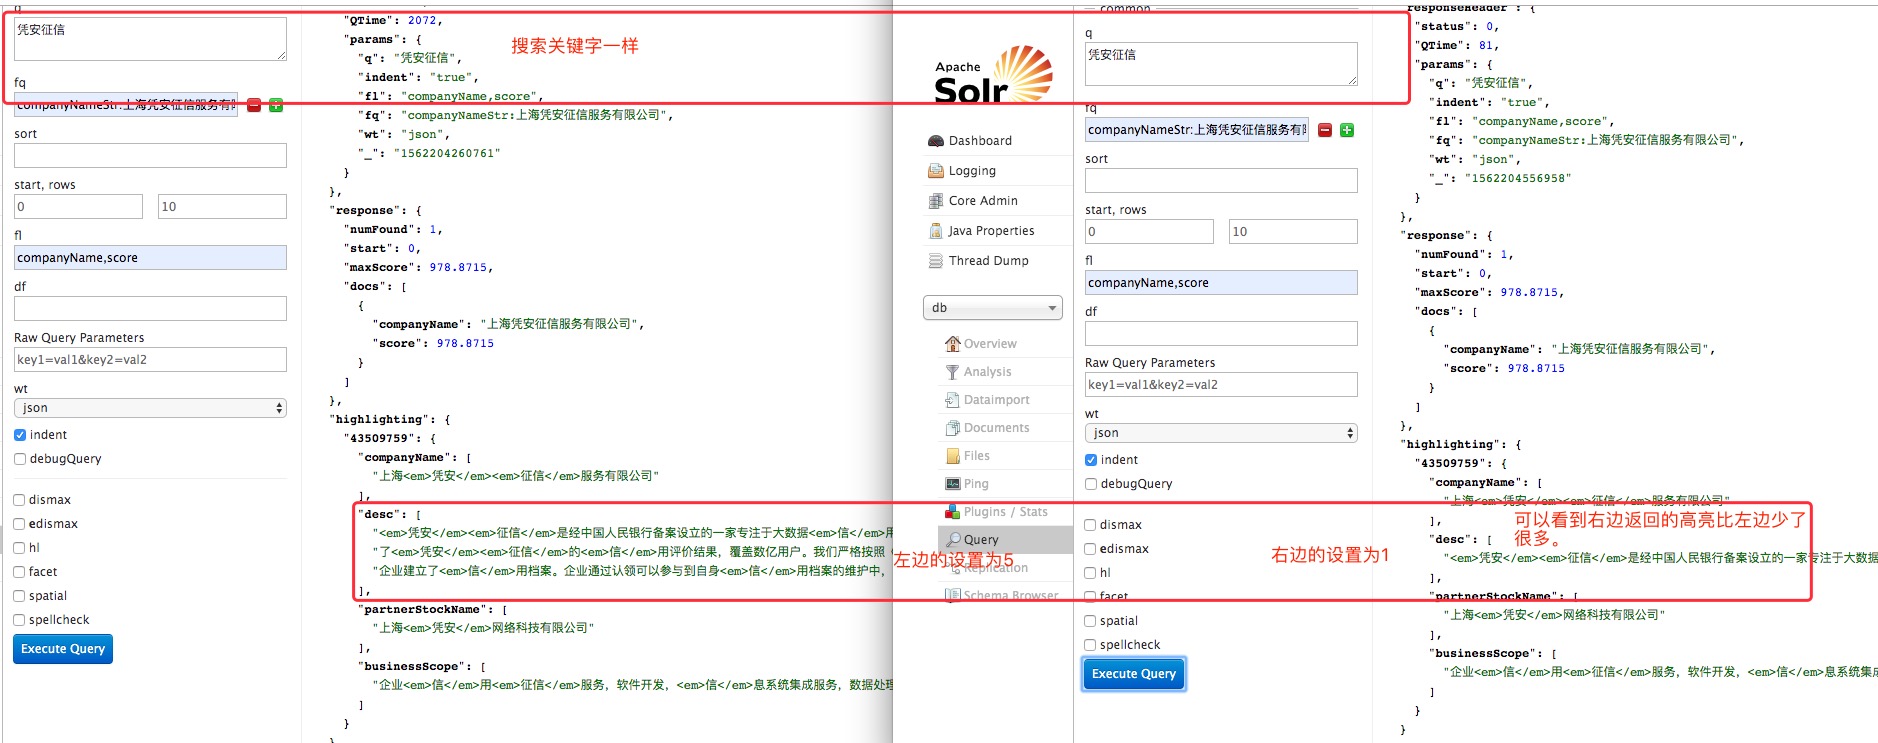 q
凭安征信
fq
companyNameStr:上海凭安征信服务有限
sort
start, rows
0
10
fl
companyName,score
df
Raw Query Parameters
key1=val1&key2=val2
wt
json
indent
debugQuery
dismax
edismax
hl
facet
spatial
spellcheck
Execute Query
"QTime": 2072,
"params": {
"q": "凭安征信",
"indent": "true",
"fl": "companyName,score",
"fq": "companyNameStr:上海凭安征信服务有限公司",
"wt": "json",
"_": "1562204260761"
}
},
"response": {
"numFound": 1,
"start": 0,
"maxScore": 978.8715,
"docs": [
{
"companyName": "上海凭安征信服务有限公司",
"score": 978.8715
}
]
},
"highlighting": {
"43509759": {
"companyName": [
"上海<em>凭安</em><em>征信</em>服务有限公司"
],
"desc": [
"<em>凭安</em><em>征信</em>是经中国人民银行备案设立的一家专注于大数据<em>信</em>用
"了<em>凭安</em><em>征信</em>的<em>信</em>用评价结果，覆盖数亿用户。我们严格按照
"企业建立了<em>信</em>用档案。企业通过认领可以参与到自身<em>信</em>用档案的维护中，
],
"partnerStockName": [
"上海<em>凭安</em>网络科技有限公司"
],
"businessScope": [
"企业<em>信</em>用<em>征信</em>服务，软件开发，<em>信</em>息系统集成服务，数据处理
]
}
搜索关键字一样
左边的设置为5
Apache
Solr
Dashboard
Logging
Core Admin
Java Properties
Thread Dump
db
Overview
Analysis
Dataimport
Documents
Files
Ping
Plugins / Stats
Query
Replication
Schema Browser
common
q
凭安征信
fq
companyNameStr:上海凭安征信服务有限
sort
start, rows
0
10
fl
companyName,score
df
Raw Query Parameters
key1=val1&key2=val2
wt
json
indent
debugQuery
dismax
edismax
hl
facet
spatial
spellcheck
Execute Query
右边的设置为1
responseHeader": {
"status": 0,
"QTime": 81,
"params": {
"q": "凭安征信",
"indent": "true",
"fl": "companyName,score",
"fq": "companyNameStr:上海凭安征信服务有限公司",
"wt": "json",
"_": "1562204556958"
}
},
"response": {
"numFound": 1,
"start": 0,
"maxScore": 978.8715,
"docs": [
{
"companyName": "上海凭安征信服务有限公司",
"score": 978.8715
}
]
},
"highlighting": {
"43509759": {
"companyName": [
"上海<em>凭安</em><em>征信</em>服务有限公司"
],
"desc": [
"<em>凭安</em><em>征信</em>是经中国人民银行备案设立的一家专注于大数据
],
"partnerStockName": [
"上海<em>凭安</em>网络科技有限公司"
],
"businessScope": [
"企业<em>信</em>用<em>征信</em>服务，软件开发，<em>信</em>息系统集成
]
}
}
可以看到右边返回的高亮比左边少了
很多。